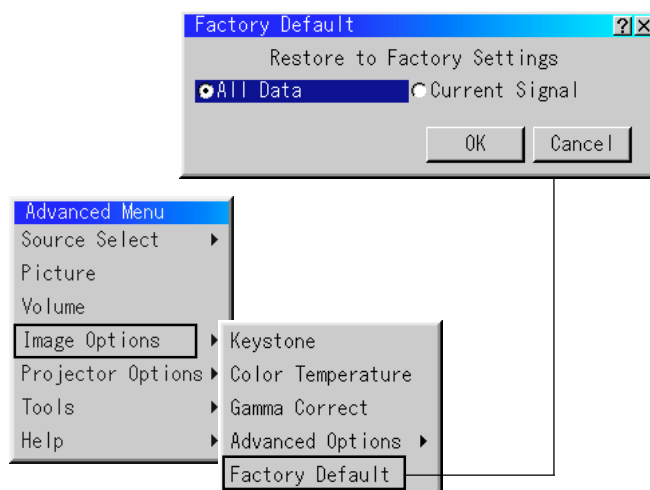 Factory Default
Restore to Factory Settings
All Data Current Signal
OK Cancel
Advanced Menu
Source Select
Picture
Volume
Image Options
Projector Options
Tools
Help
Keystone
Color Temperature
Gamma Correct
Advanced Options
Factory Default